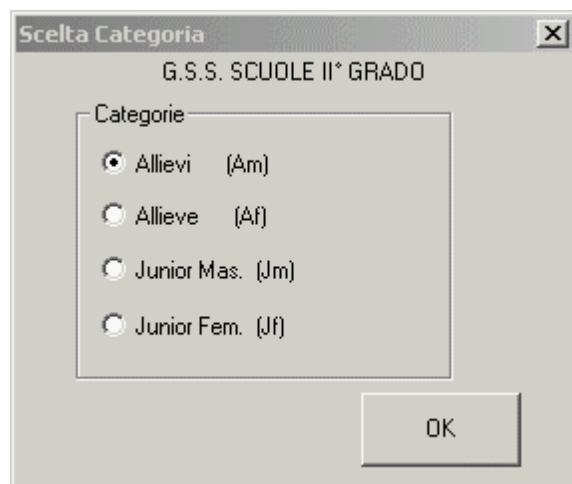 Scelta Categoria
G.S.S. SCUOLE II° GRADO
Categorie
Allievi (Am)
Allieve (Af)
Junior Mas. (Jm)
Junior Fem. (Jf)
OK